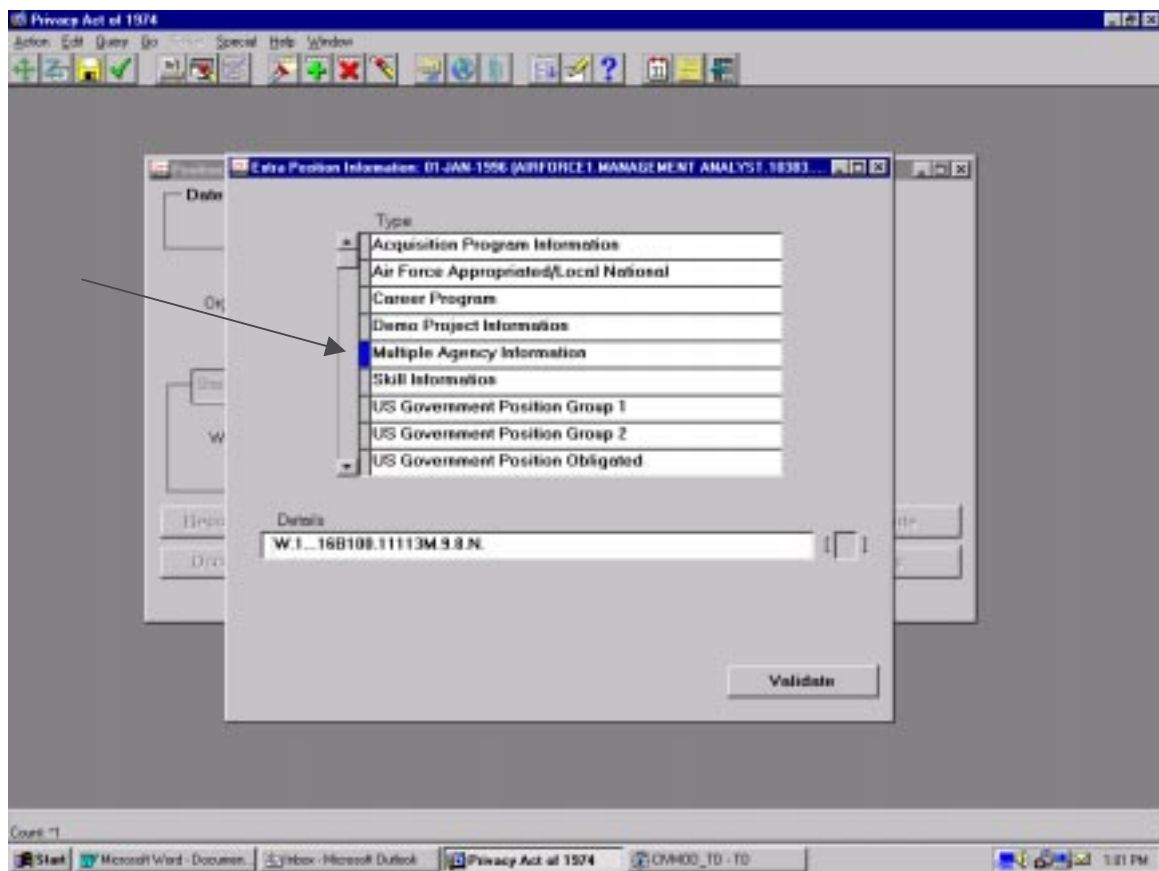 Privacy Act of 1974
Action Edit Query Go Special Help Window
Extra Position Information: 01-JAN-1996 (AIRFORCE1.MANAGEMENT ANALYST.10383...
Date
Type
Acquisition Program Information
Air Force Appropriated/Local National
Career Program
Demo Project Information
Multiple Agency Information
Skill Information
US Government Position Group 1
US Government Position Group 2
US Government Position Obligated
W
Details
W.1...16B100.11113M.9.8.N.
[ ]
Validate
Count: *1
Start Microsoft Word - Documen... Inbox - Microsoft Outlook Privacy Act of 1974 CIVMOD_TD - TD 1:01 PM